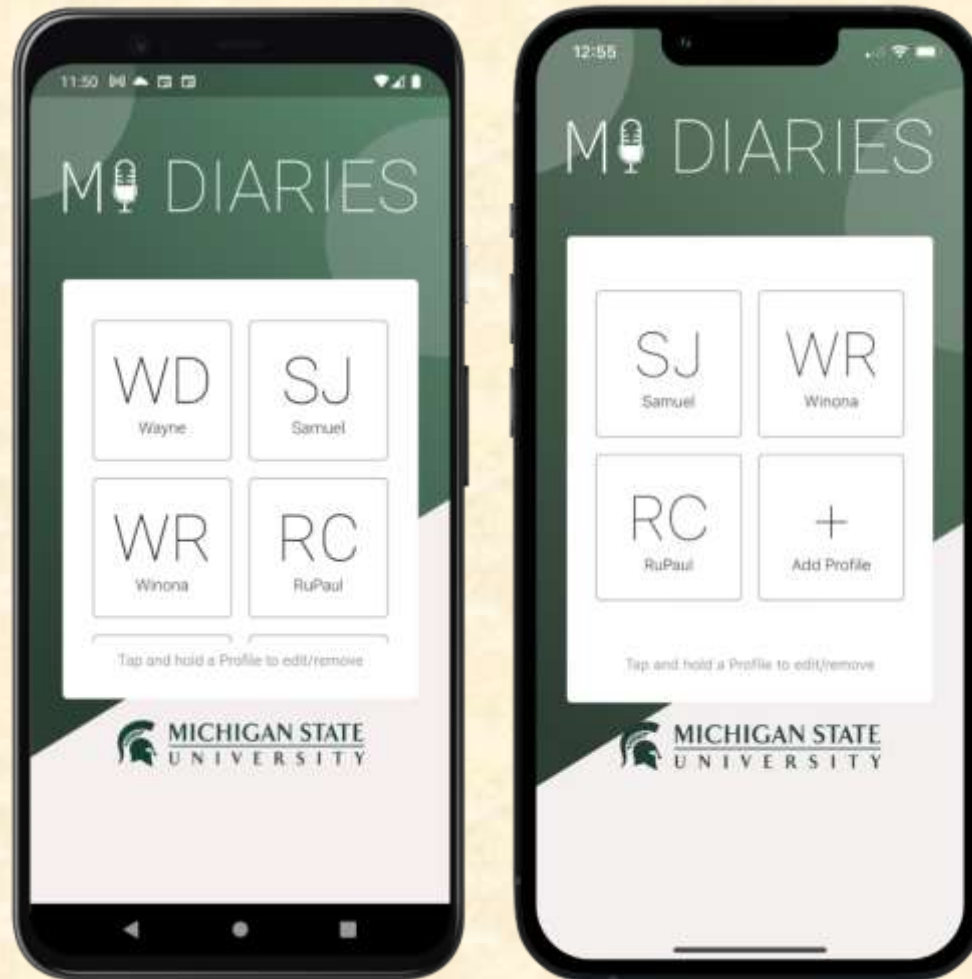 11:50
MI DIARIES
WD
Wayne
SJ
Samuel
WR
Winona
RC
RuPaul
Tap and hold a Profile to edit/remove
MICHIGAN STATE
UNIVERSITY
12:55
MI DIARIES
SJ
Samuel
WR
Winona
RC
RuPaul
+
Add Profile
Tap and hold a Profile to edit/remove
MICHIGAN STATE
UNIVERSITY